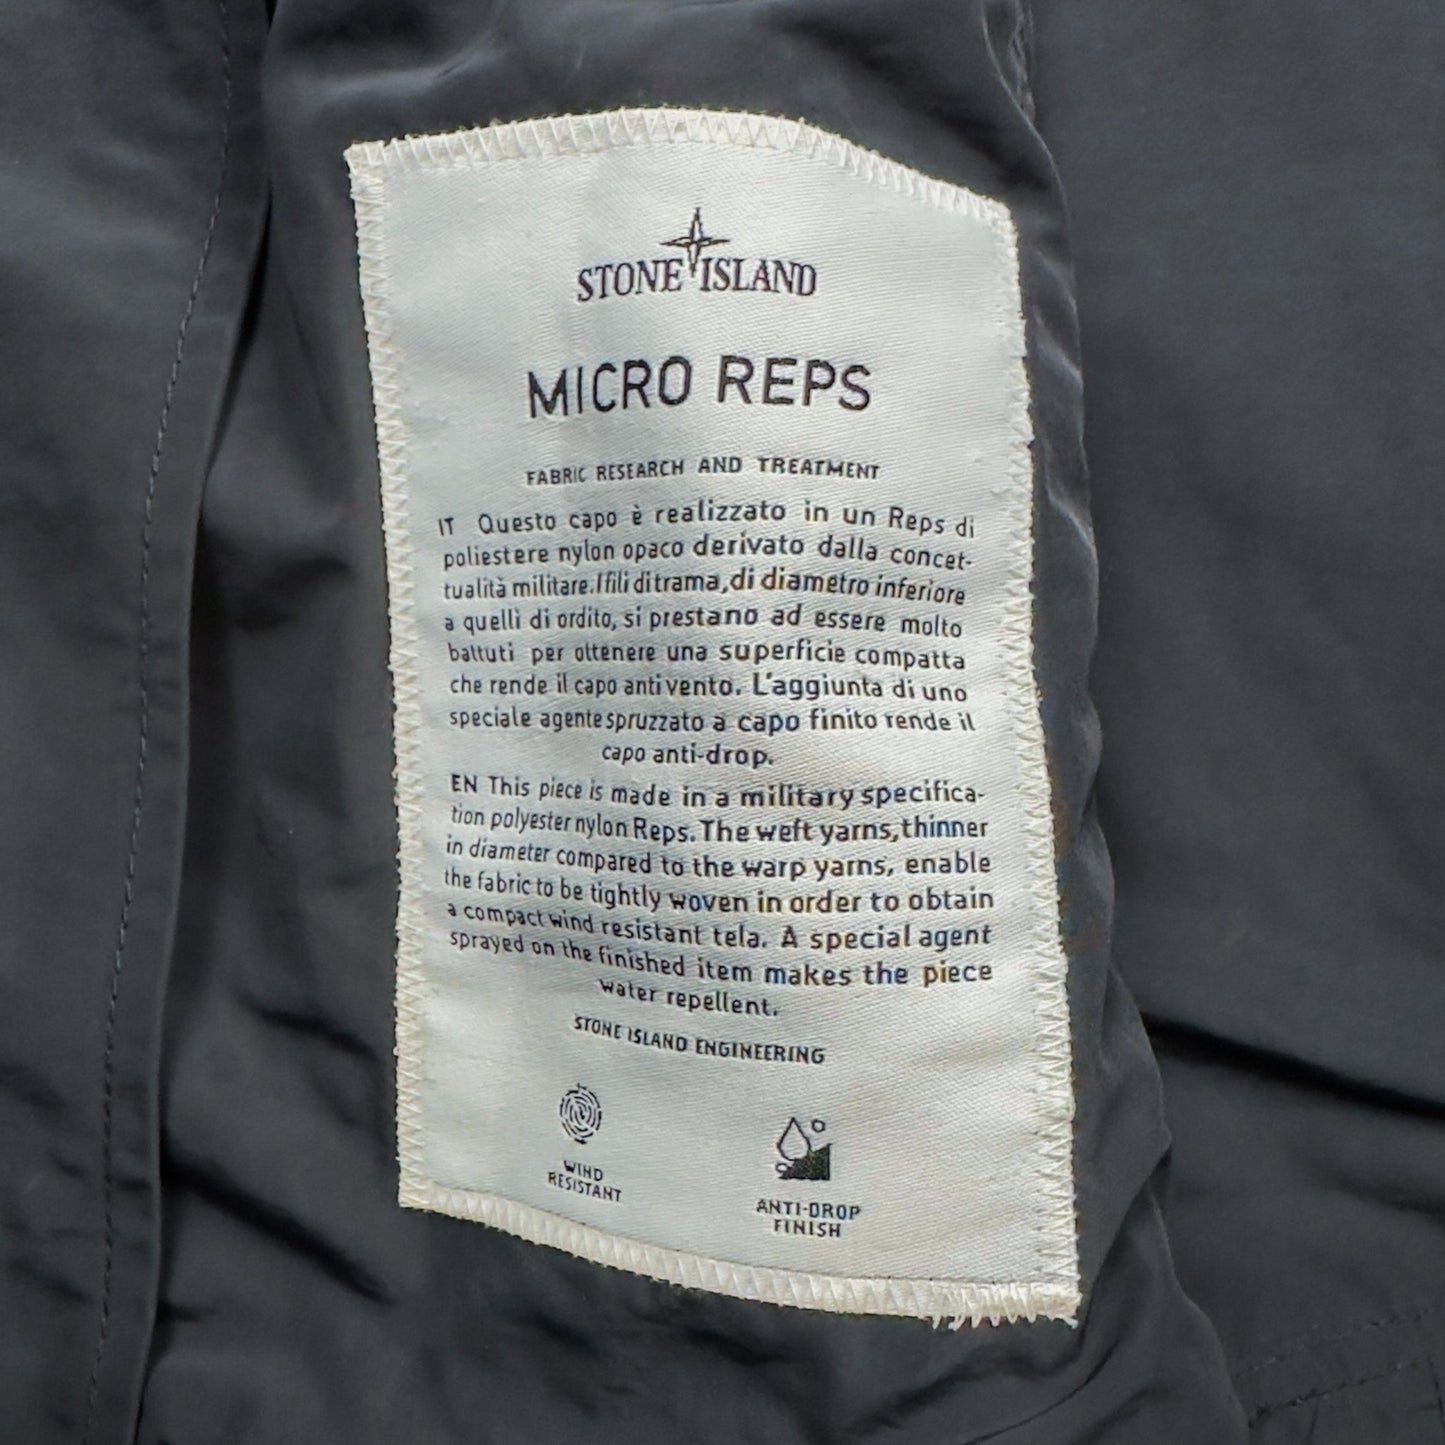 STONE ISLAND
MICRO REPS
FABRIC RESEARCH AND TREATMENT
IT Questo capo è realizzato in un Reps di
poliestere nylon opaco derivato dalla concet-
tualità militare. I fili di trama, di diametro inferiore
a quelli di ordito, si prestano ad essere molto
battuti per ottenere una superficie compatta
che rende il capo antivento. L'aggiunta di uno
speciale agente spruzzato a capo finito rende il
capo anti-drop.
EN This piece is made in a military specifica-
tion polyester nylon Reps. The weft yarns, thinner
in diameter compared to the warp yarns, enable
the fabric to be tightly woven in order to obtain
a compact wind resistant tela. A special agent
sprayed on the finished item makes the piece
water repellent.
STONE ISLAND ENGINEERING
WIND
RESISTANT
ANTI-DROP
FINISH